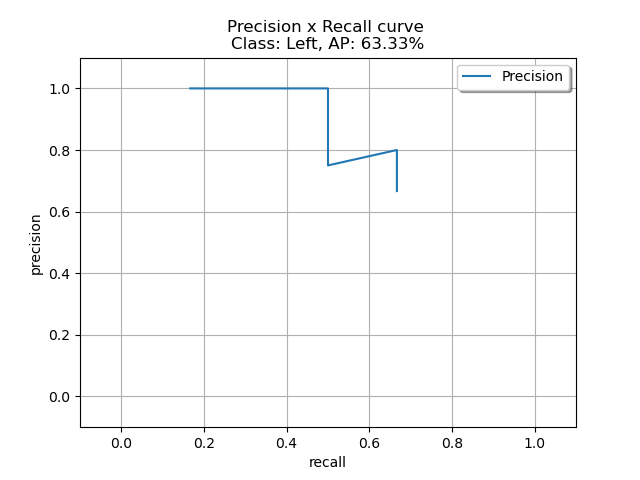 Precision x Recall curve
Class: Left, AP: 63.33%
Precision
1.0
0.8
0.6
0.4
0.2
0.0
precision
0.0 0.2 0.4 0.6 0.8 1.0
recall